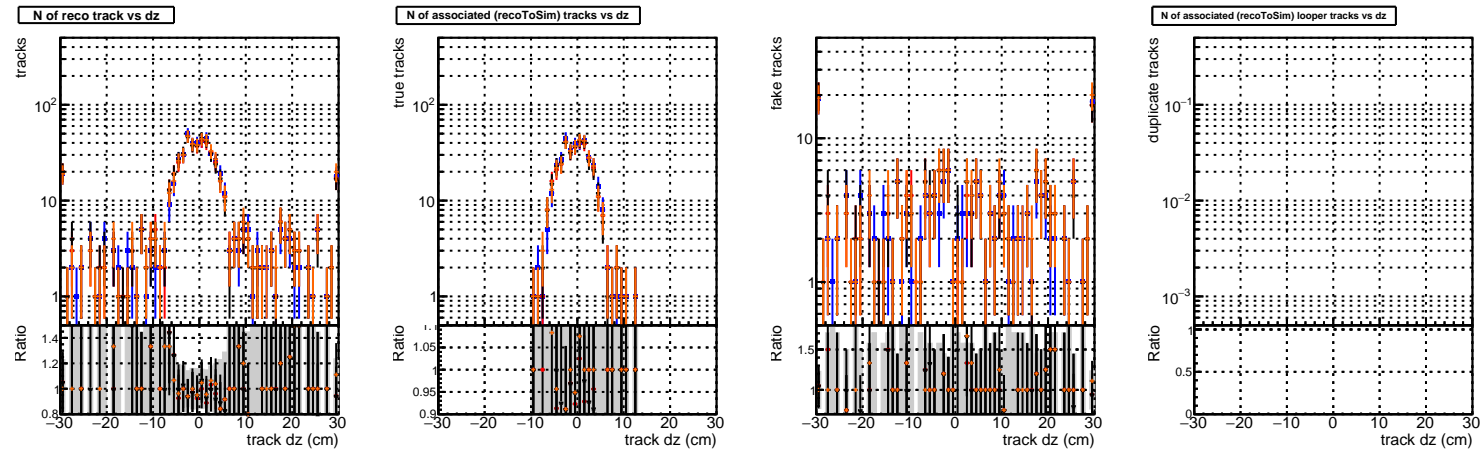 N of reco track vs dz
tracks
10²
10
1
Ratio
1.4
1.2
1
0.8
−30 −20 −10 0 10 20 30
track dz (cm)
N of associated (recoToSim) tracks vs dz
true tracks
10²
10
1
Ratio
1.05
1
0.95
0.9
−30 −20 −10 0 10 20 30
track dz (cm)
fake tracks
10
1
Ratio
1.5
1
−30 −20 −10 0 10 20 30
track dz (cm)
N of associated (recoToSim) looper tracks vs dz
duplicate tracks
10⁻¹
10⁻²
10⁻³
Ratio
1
0.5
0
−30 −20 −10 0 10 20 30
track dz (cm)